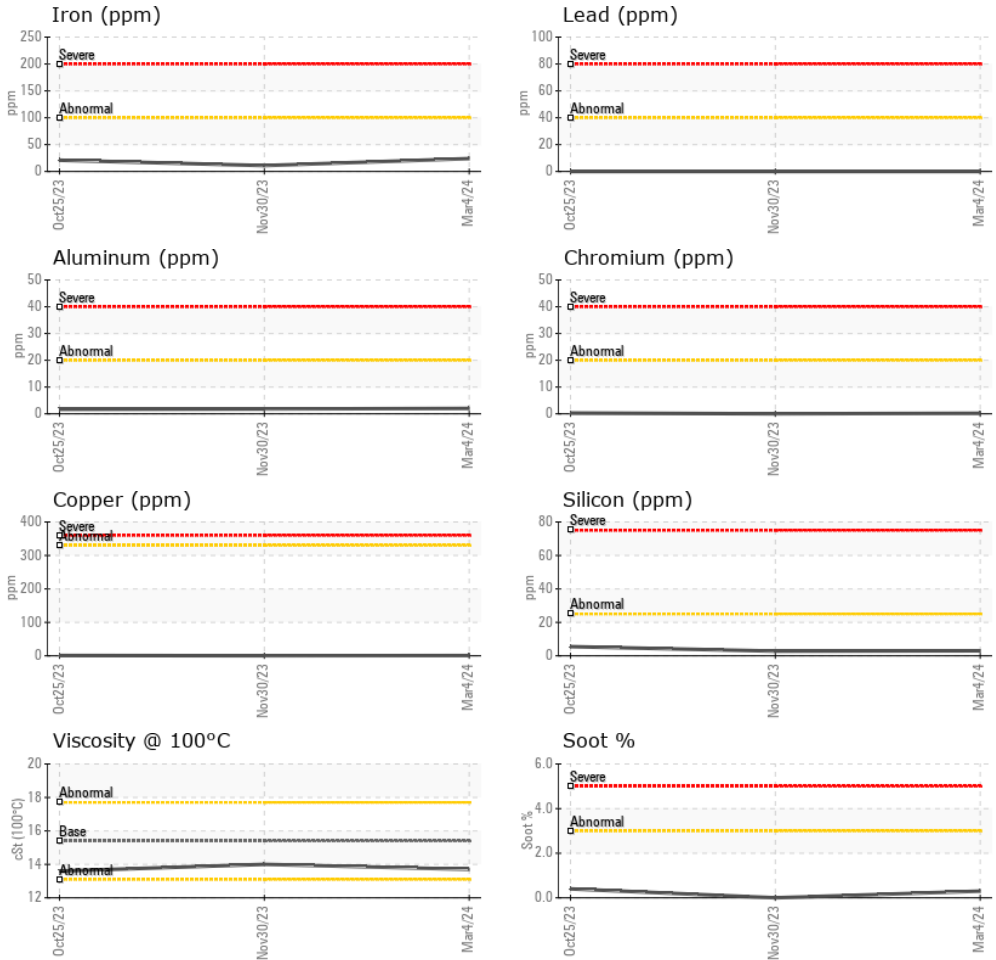 Iron (ppm)
250
200
150
100
50
0
ppm
Severe
Abnormal
Oct25/23
Nov30/23
Mar4/24
Lead (ppm)
100
80
60
40
20
0
ppm
Severe
Abnormal
Oct25/23
Nov30/23
Mar4/24
Aluminum (ppm)
50
40
30
20
10
0
ppm
Severe
Abnormal
Oct25/23
Nov30/23
Mar4/24
Chromium (ppm)
50
40
30
20
10
0
ppm
Severe
Abnormal
Oct25/23
Nov30/23
Mar4/24
Copper (ppm)
400
300
200
100
0
ppm
Severe
Abnormal
Oct25/23
Nov30/23
Mar4/24
Silicon (ppm)
80
60
40
20
0
ppm
Severe
Abnormal
Oct25/23
Nov30/23
Mar4/24
Viscosity @ 100°C
20
18
16
14
12
cSt (100°C)
Abnormal
Base
Abnormal
Oct25/23
Nov30/23
Mar4/24
Soot %
6.0
4.0
2.0
0.0
Soot %
Severe
Abnormal
Oct25/23
Nov30/23
Mar4/24